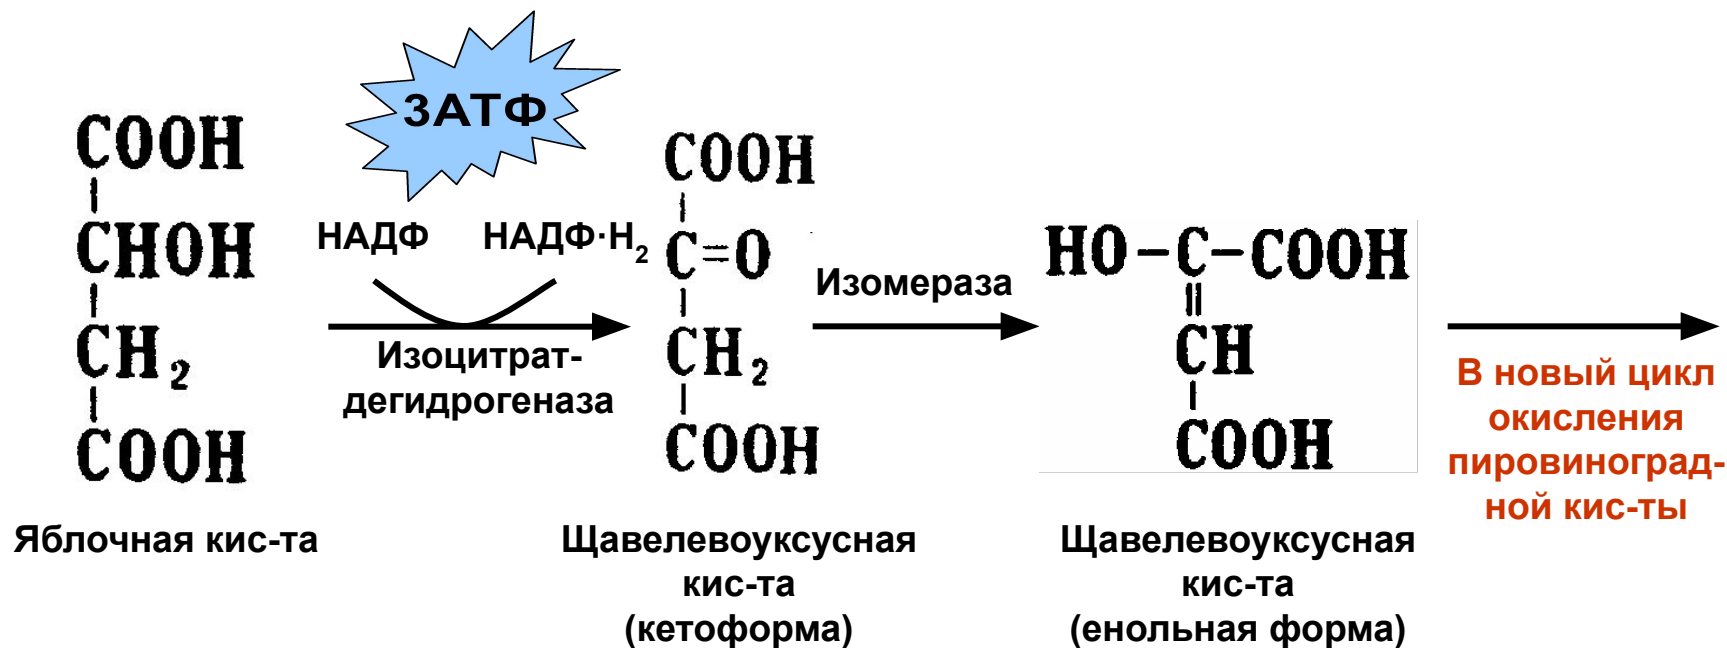 3АТФ
COOH
CHOH
CH2
COOH
НАДФ
НАДФ·H2
Изоцитрат-
дегидрогеназа
COOH
C=O
CH2
COOH
Изомераза
HO-C-COOH
CH
COOH
В новый цикл
окисления
пировиноград-
ной кис-ты
Яблочная кис-та
Щавелевоуксусная
кис-та
(кетоформа)
Щавелевоуксусная
кис-та
(енольная форма)